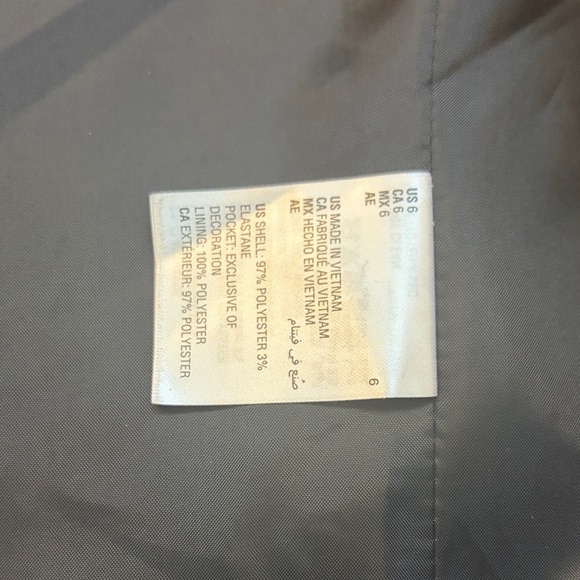 US 6
CA 6
MX 6
AE 6
US MADE IN VIETNAM
CA FABRIQUÉ AU VIETNAM
MX HECHO EN VIETNAM
AE صُنع في فيتنام
US SHELL: 97% POLYESTER 3%
ELASTANE
POCKET: EXCLUSIVE OF
DECORATION
LINING: 100% POLYESTER
CA EXTÉRIEUR: 97% POLYESTER